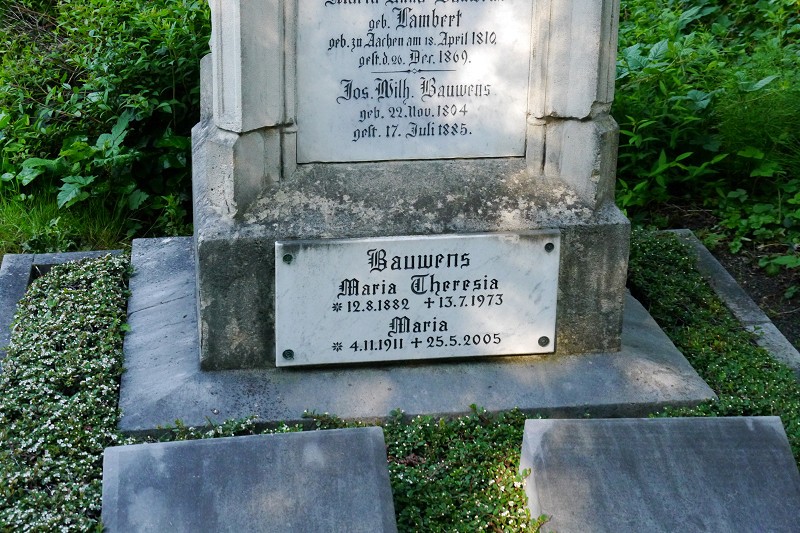 geb. Lambert
geb. zu Aachen am 18. April 1810.
gest. d. 26. Dec. 1869.
Jos. Wilh. Bauwens
geb. 22. Nov. 1804
gest. 17. Juli 1885.
Bauwens
Maria Theresia
* 12.8.1882 + 13.7.1973
Maria
* 4.11.1911 + 25.5.2005